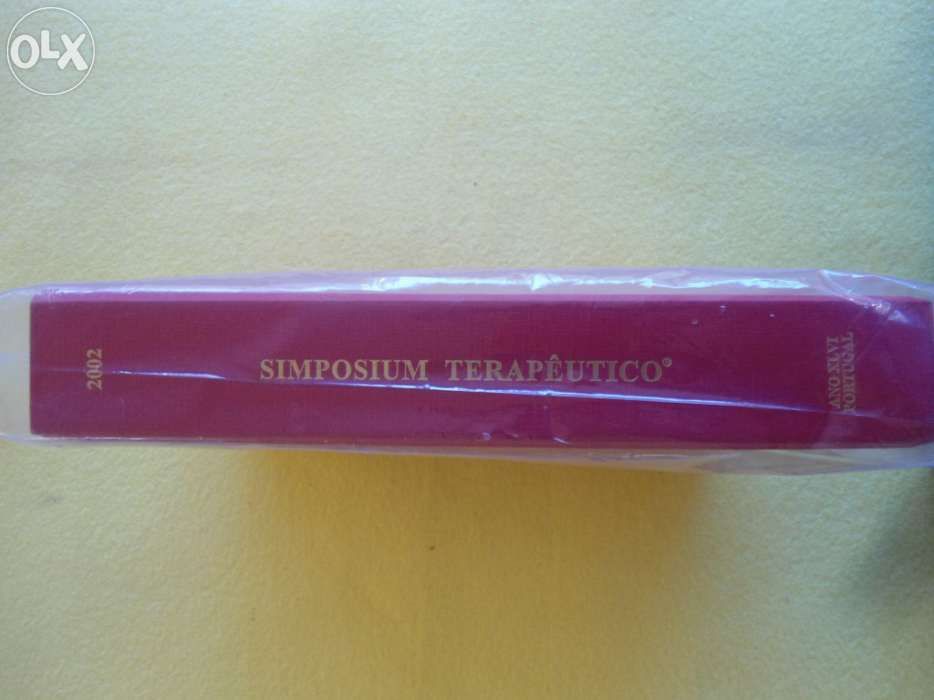 OLX
2002
SIMPOSIUM TERAPÊUTICO®
ANO XLVI
PORTUGAL